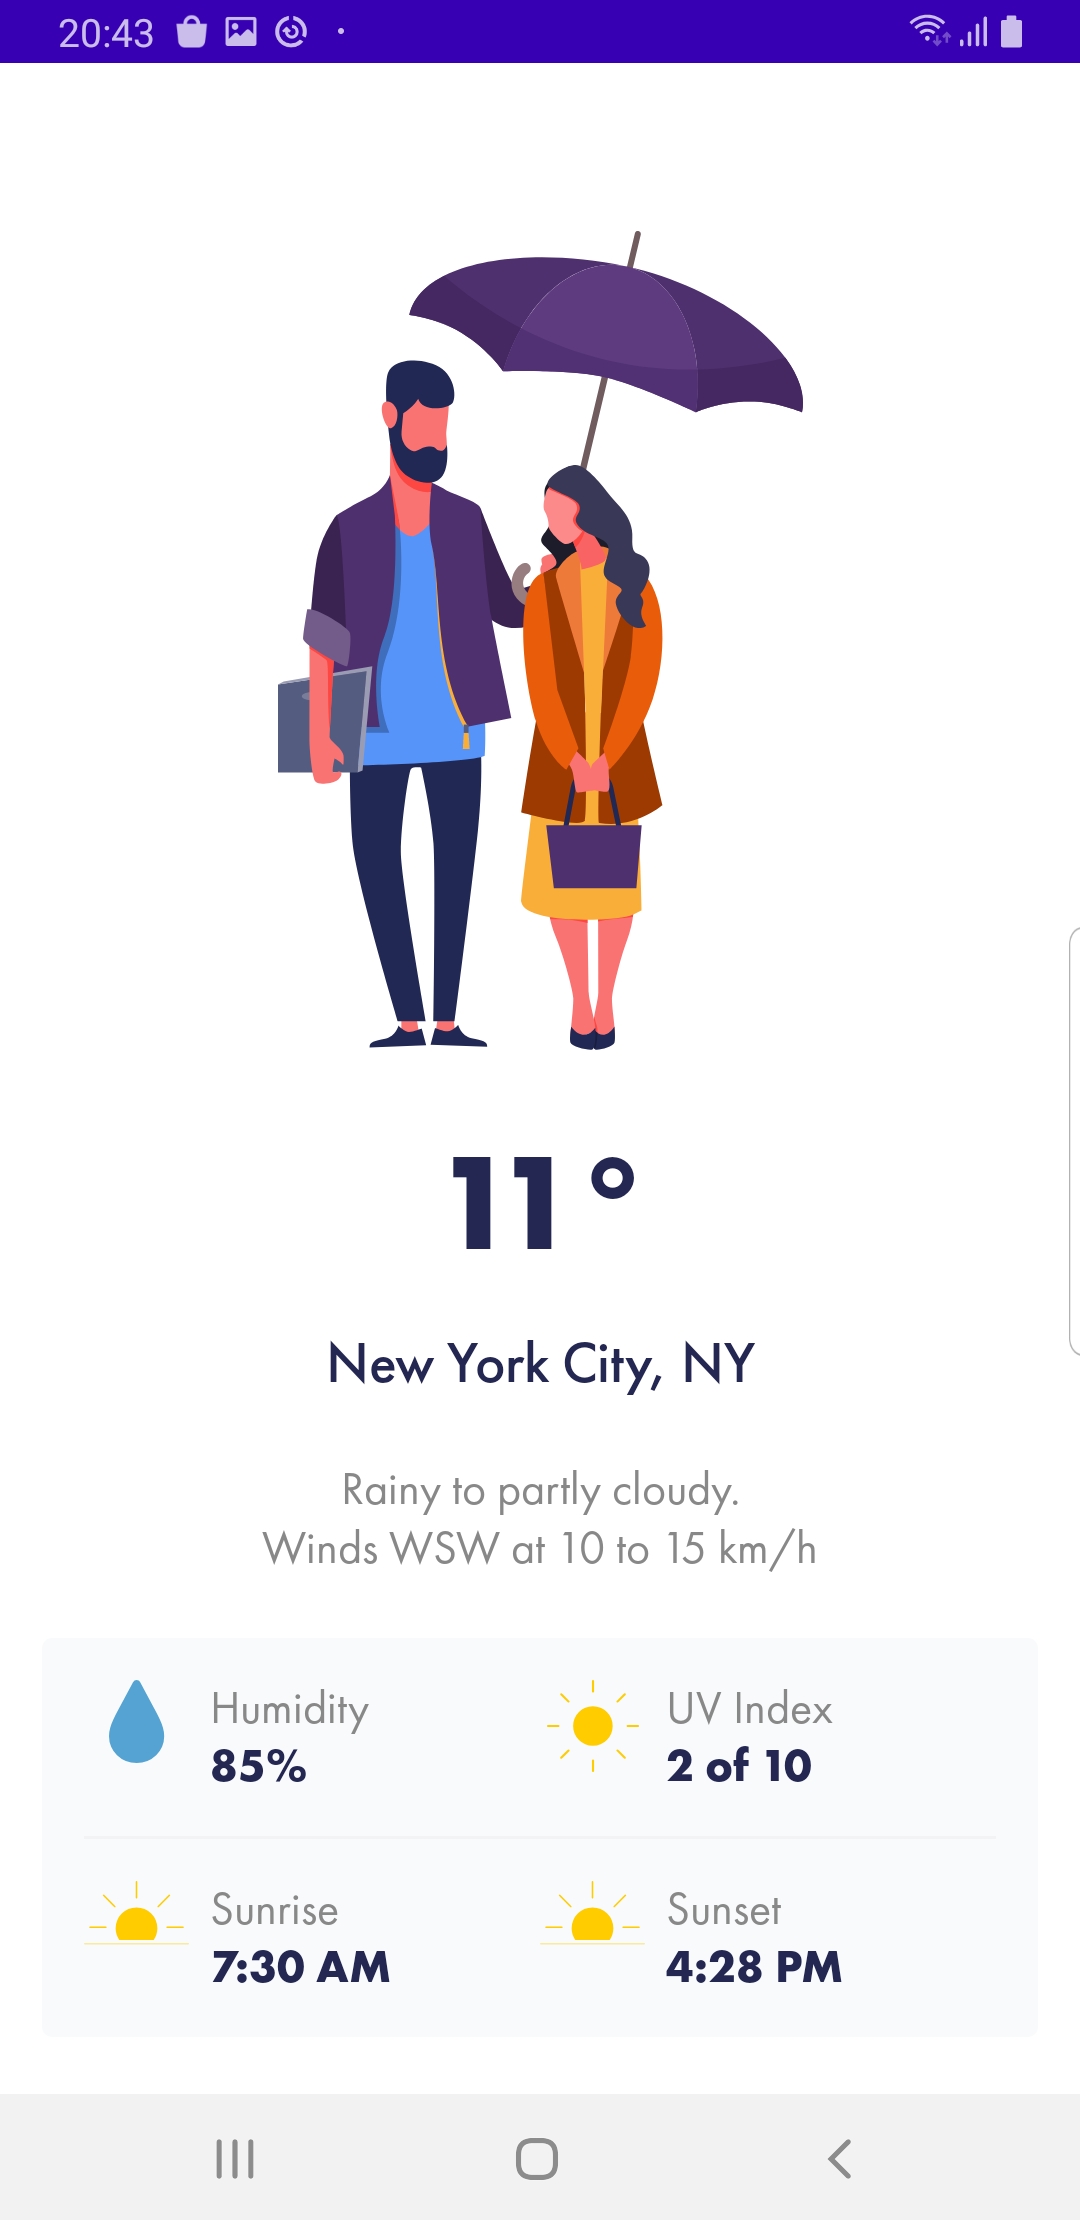 20:43
11°
New York City, NY
Rainy to partly cloudy.
Winds WSW at 10 to 15 km/h
Humidity
85%
UV Index
2 of 10
Sunrise
7:30 AM
Sunset
4:28 PM